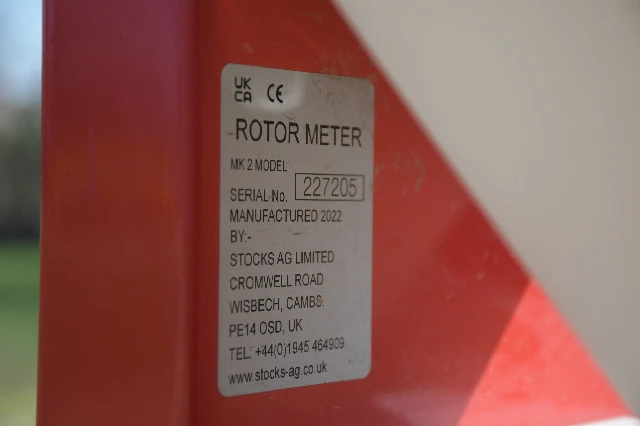 UK
CA CE
ROTOR METER
MK 2 MODEL
SERIAL No. 227205
MANUFACTURED 2022
BY:-
STOCKS AG LIMITED
CROMWELL ROAD
WISBECH, CAMBS.
PE14 OSD, UK
TEL: +44(0)1945 464909
www.stocks-ag.co.uk